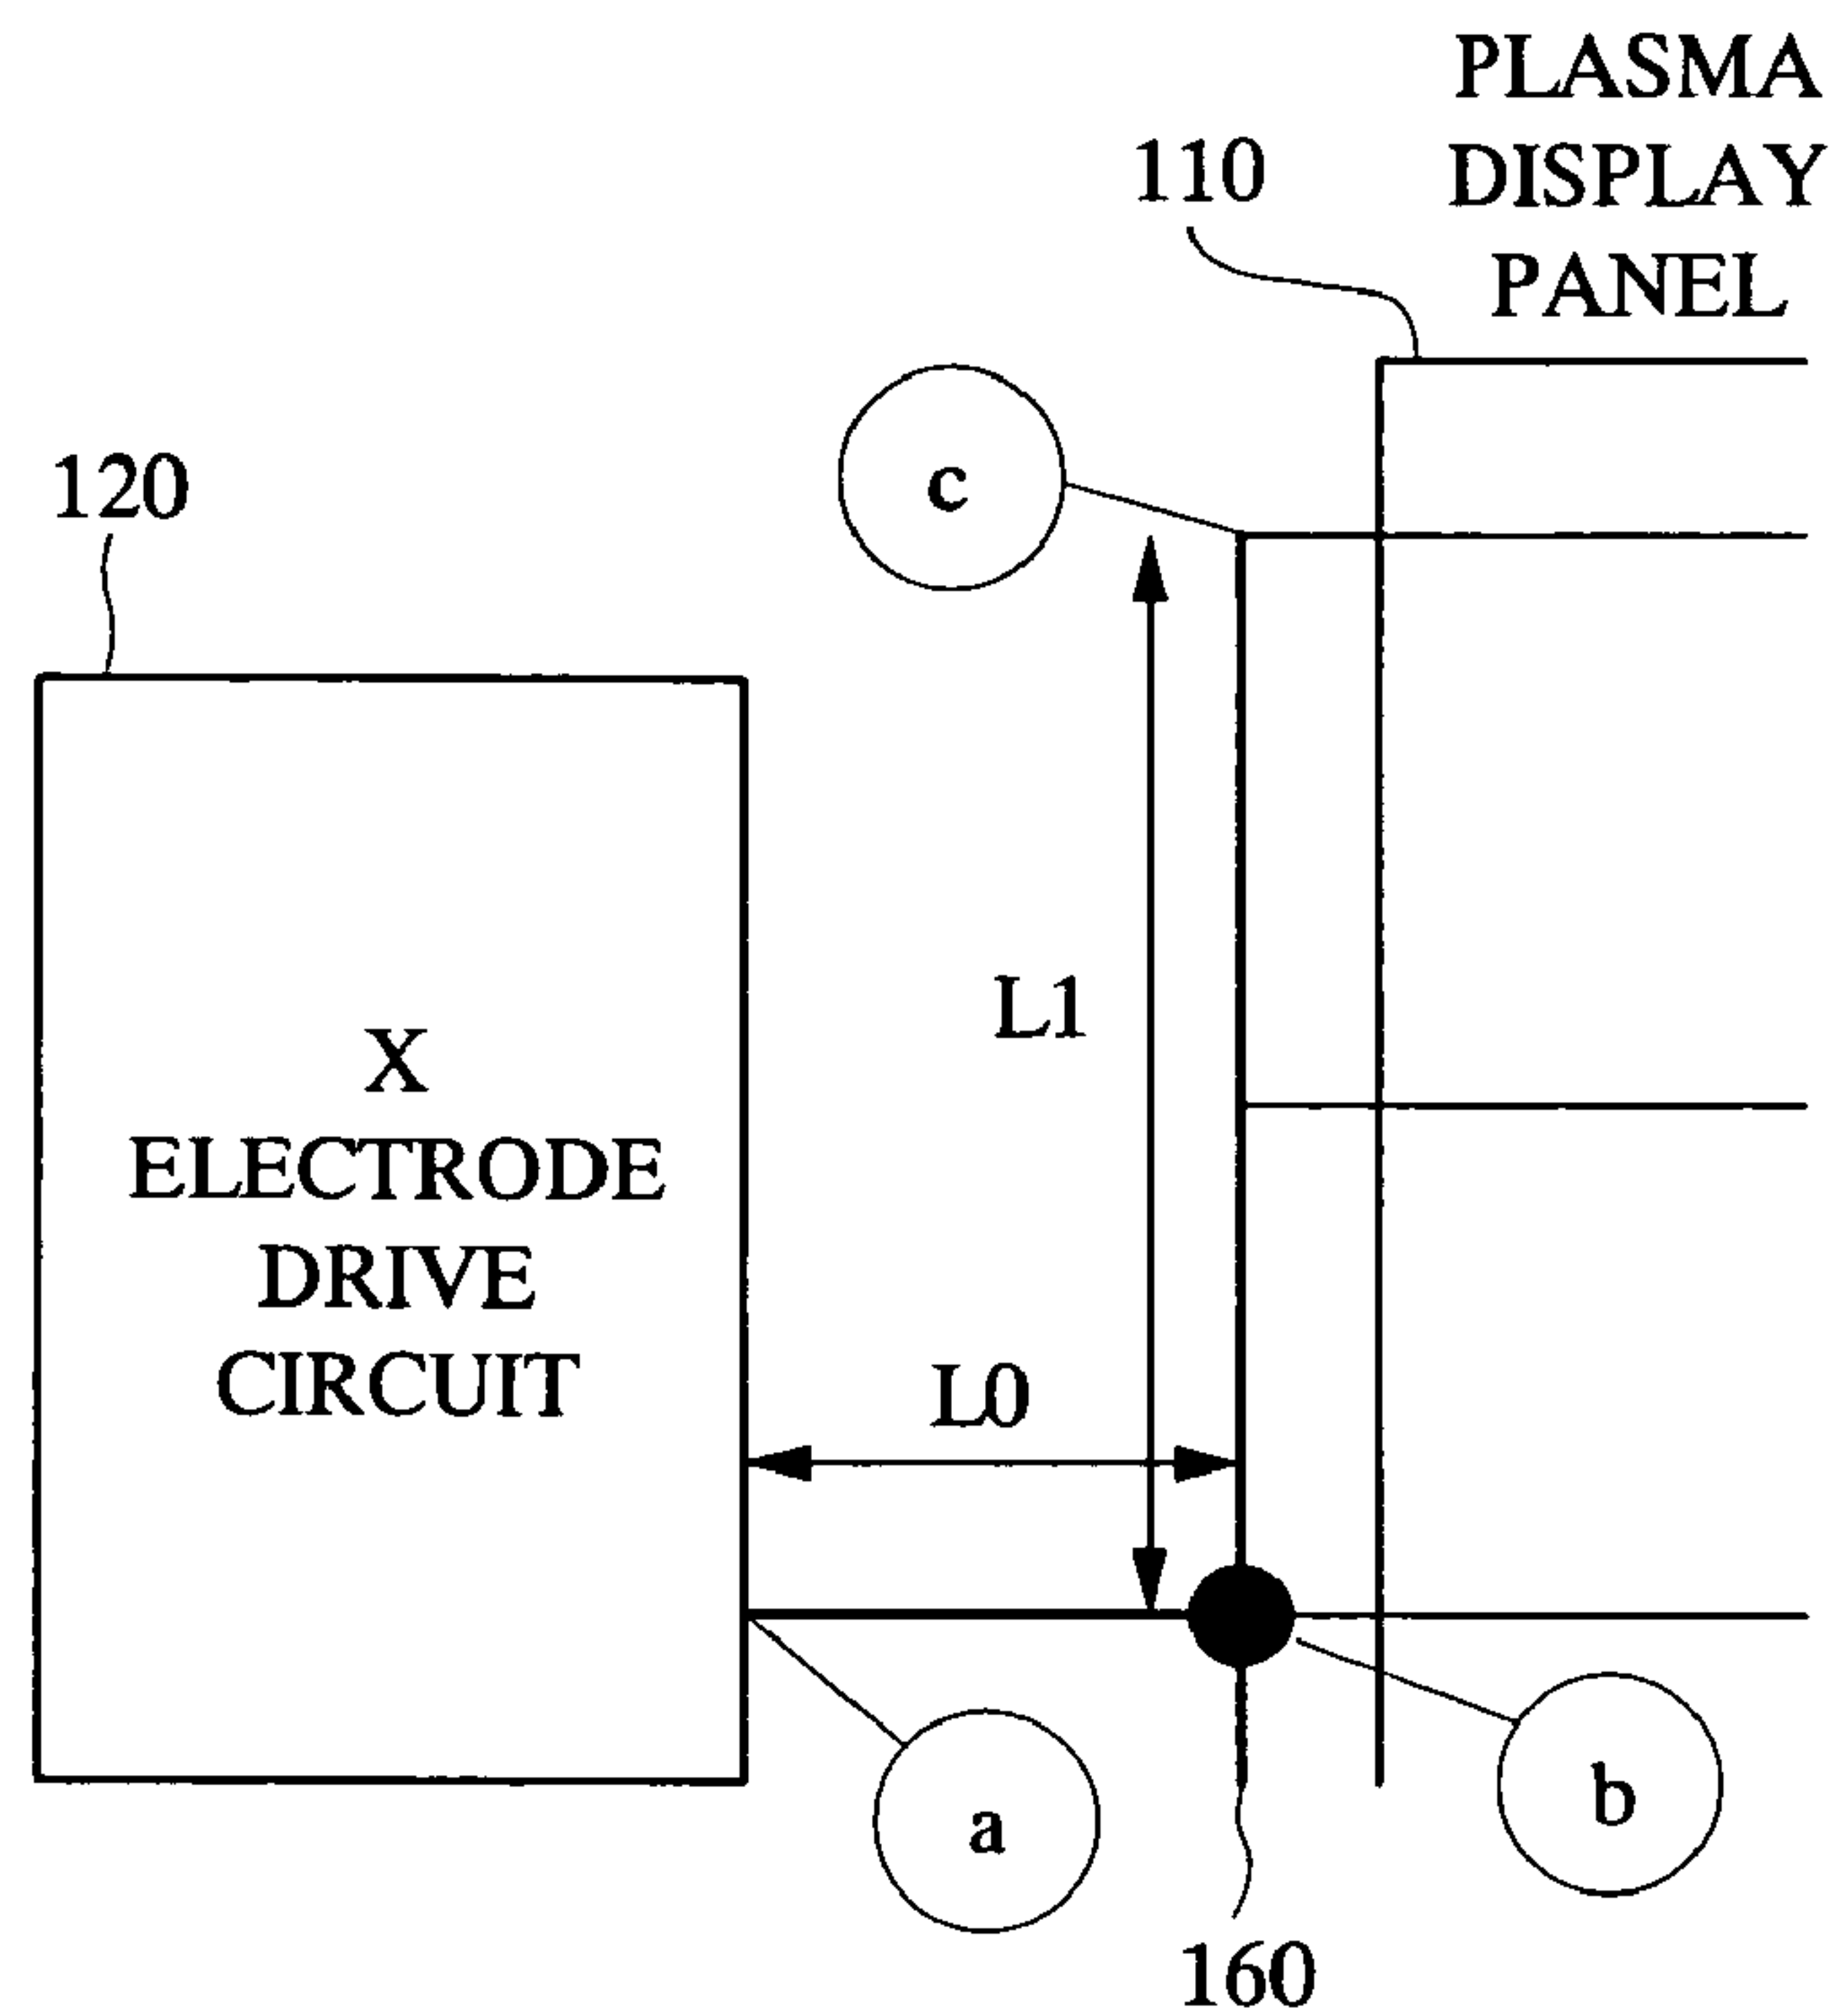 PLASMA
DISPLAY
PANEL
110
c
120
L1
X
ELECTRODE
DRIVE
CIRCUIT
L0
a
b
160